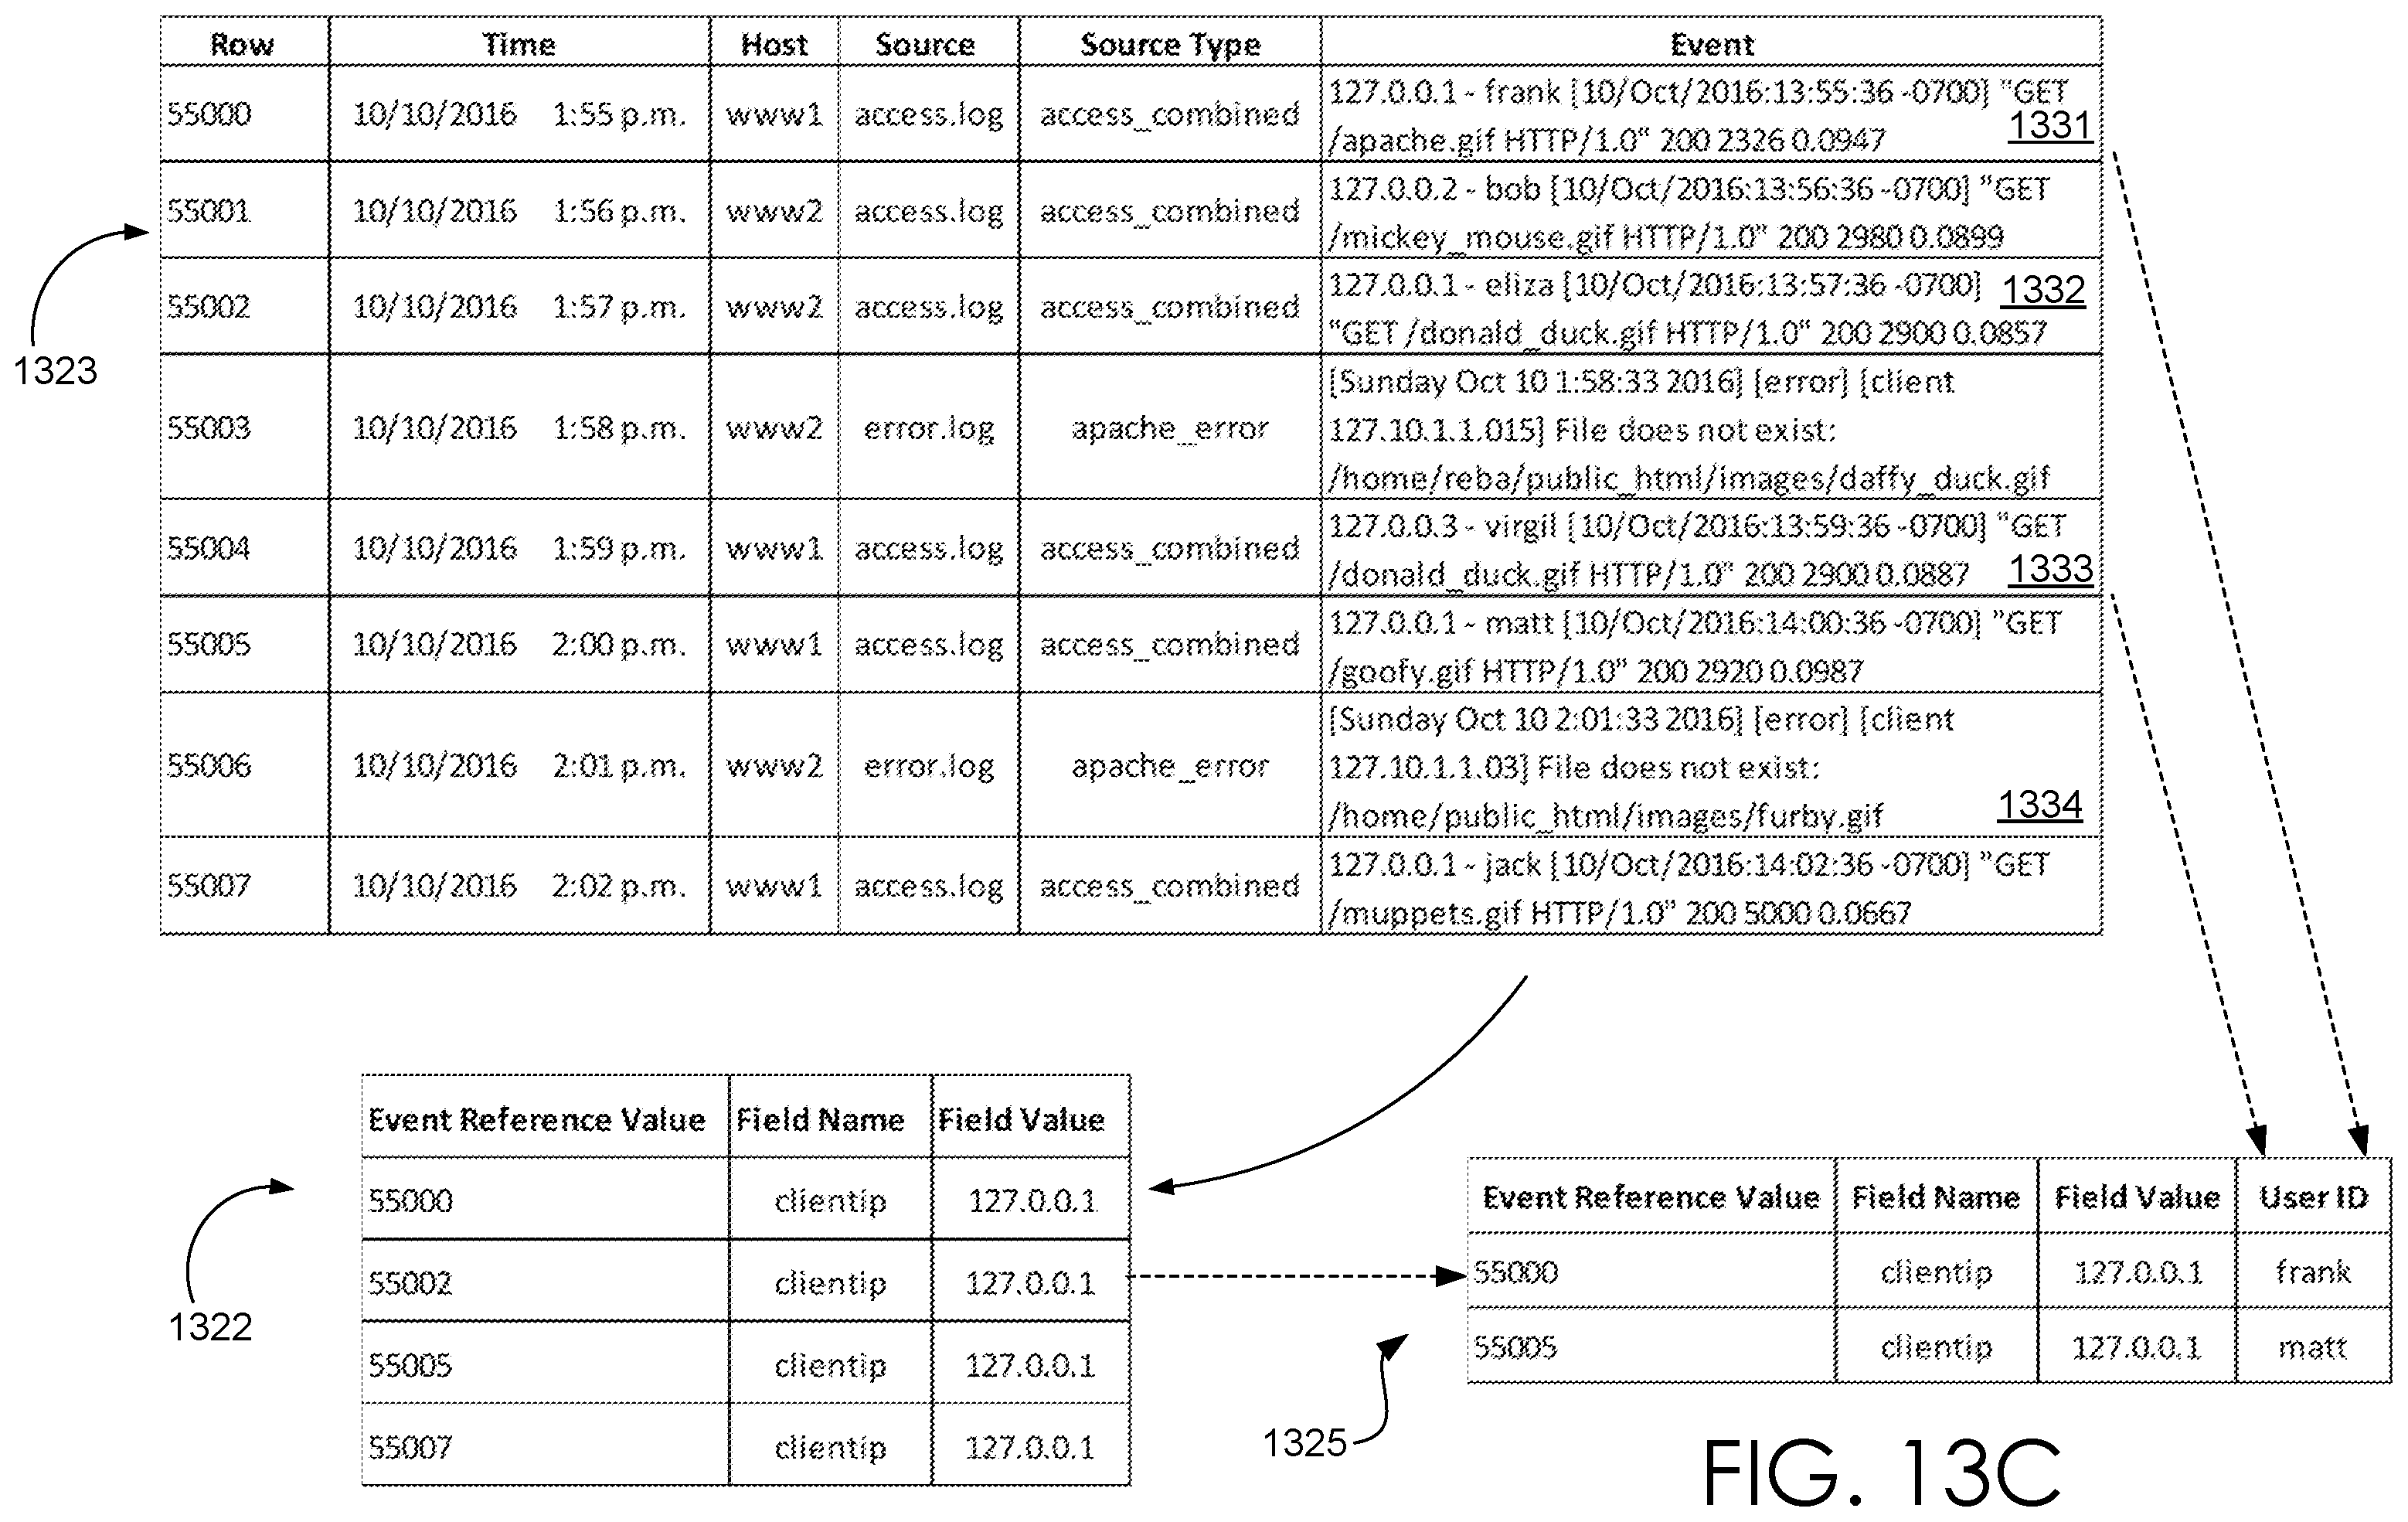 Row Time Host Source Source Type Event
55000 10/10/2016 1:55 p.m. www1 access.log access_combined 127.0.0.1 - frank [10/Oct/2016:13:55:36 -0700] "GET
/apache.gif HTTP/1.0" 200 2326 0.0947 1331
55001 10/10/2016 1:56 p.m. www2 access.log access_combined 127.0.0.2 - bob [10/Oct/2016:13:56:36 -0700] "GET
/mickey_mouse.gif HTTP/1.0" 200 2980 0.0899
55002 10/10/2016 1:57 p.m. www2 access.log access_combined 127.0.0.1 - eliza [10/Oct/2016:13:57:36 -0700] 1332
"GET /donald_duck.gif HTTP/1.0" 200 2900 0.0857
1323
55003 10/10/2016 1:58 p.m. www2 error.log apache_error [Sunday Oct 10 1:58:33 2016] [error] [client
127.10.1.1.015] File does not exist:
/home/reba/public_html/images/daffy_duck.gif
55004 10/10/2016 1:59 p.m. www1 access.log access_combined 127.0.0.3 - virgil [10/Oct/2016:13:59:36 -0700] "GET
/donald_duck.gif HTTP/1.0" 200 2900 0.0887 1333
55005 10/10/2016 2:00 p.m. www1 access.log access_combined 127.0.0.1 - matt [10/Oct/2016:14:00:36 -0700] "GET
/goofy.gif HTTP/1.0" 200 2920 0.0987
55006 10/10/2016 2:01 p.m. www2 error.log apache_error [Sunday Oct 10 2:01:33 2016] [error] [client
127.10.1.1.03] File does not exist:
/home/public_html/images/furby.gif 1334
55007 10/10/2016 2:02 p.m. www1 access.log access_combined 127.0.0.1 - jack [10/Oct/2016:14:02:36 -0700] "GET
/muppets.gif HTTP/1.0" 200 5000 0.0667
Event Reference Value Field Name Field Value
55000 clientip 127.0.0.1
55002 clientip 127.0.0.1
55005 clientip 127.0.0.1
55007 clientip 127.0.0.1
1322
Event Reference Value Field Name Field Value User ID
55000 clientip 127.0.0.1 frank
55005 clientip 127.0.0.1 matt
1325
FIG. 13C